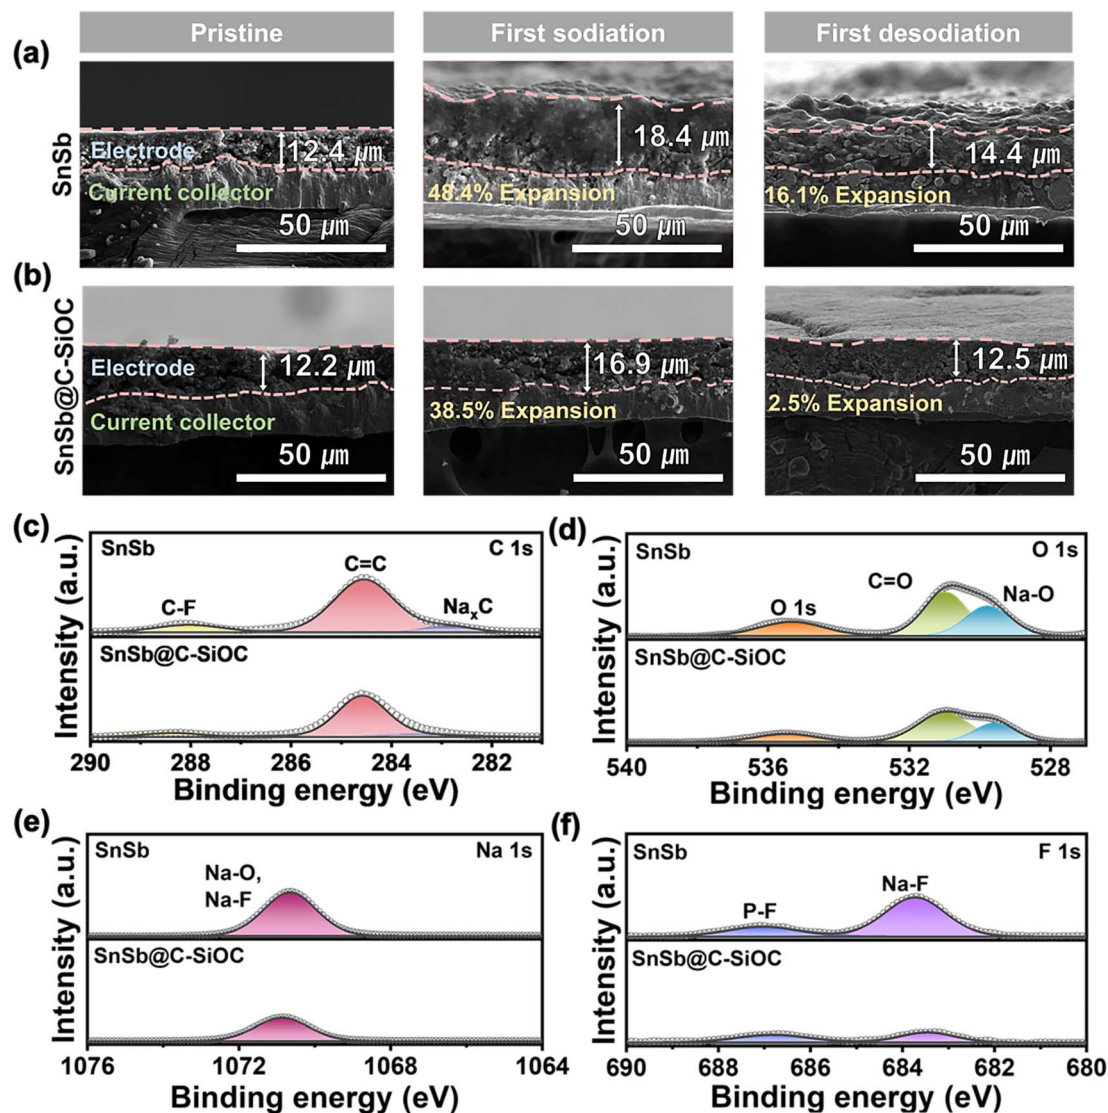 Pristine
First sodiation
First desodiation
(a)
SnSb
Electrode
12.4 ㎛
Current collector
50 ㎛
18.4 ㎛
48.4% Expansion
50 ㎛
14.4 ㎛
16.1% Expansion
50 ㎛
(b)
SnSb@C-SiOC
Electrode
12.2 ㎛
Current collector
50 ㎛
16.9 ㎛
38.5% Expansion
50 ㎛
12.5 ㎛
2.5% Expansion
50 ㎛
(c)
Intensity (a.u.)
SnSb
C 1s
C=C
C-F
NaxC
SnSb@C-SiOC
290 288 286 284 282
Binding energy (eV)
(d)
Intensity (a.u.)
SnSb
O 1s
C=O
O 1s
Na-O
SnSb@C-SiOC
540 536 532 528
Binding energy (eV)
(e)
Intensity (a.u.)
SnSb
Na 1s
Na-O,
Na-F
SnSb@C-SiOC
1076 1072 1068 1064
Binding energy (eV)
(f)
Intensity (a.u.)
SnSb
F 1s
Na-F
P-F
SnSb@C-SiOC
690 688 686 684 682 680
Binding energy (eV)